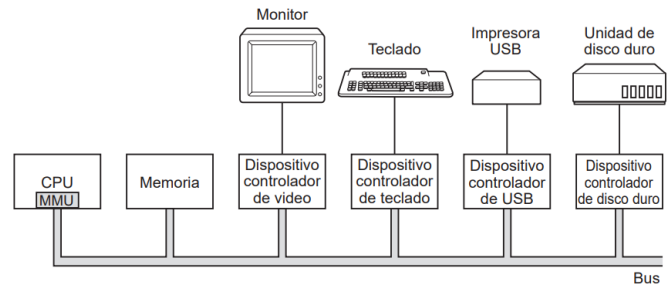 Monitor
Teclado
Impresora
USB
Unidad de
disco duro
CPU
MMU
Memoria
Dispositivo
controlador
de video
Dispositivo
controlador
de teclado
Dispositivo
controlador
de USB
Dispositivo
controlador
de disco duro
Bus